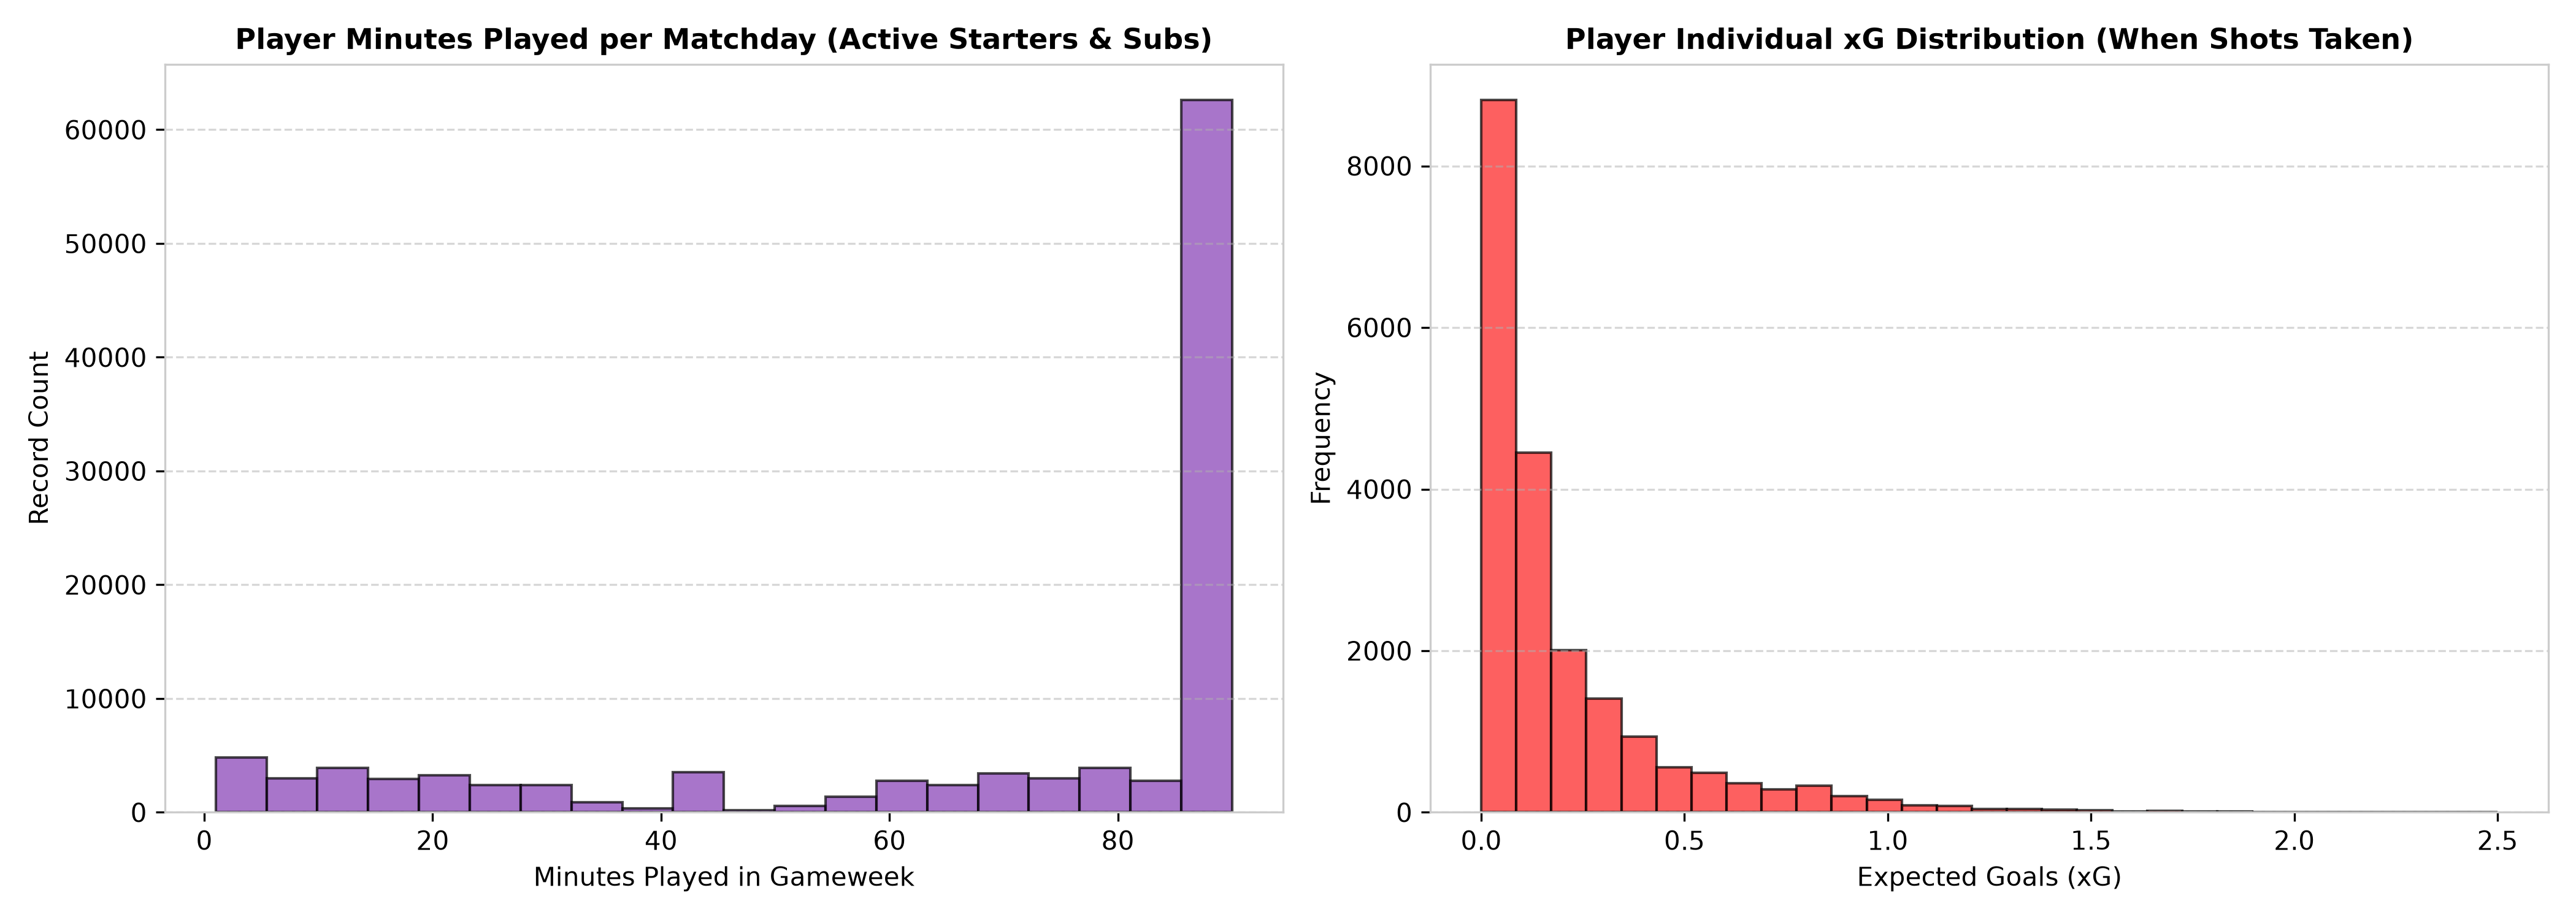 Player Minutes Played per Matchday (Active Starters & Subs)
Record Count
60000
50000
40000
30000
20000
10000
0
0 20 40 60 80
Minutes Played in Gameweek
Player Individual xG Distribution (When Shots Taken)
Frequency
8000
6000
4000
2000
0
0.0 0.5 1.0 1.5 2.0 2.5
Expected Goals (xG)